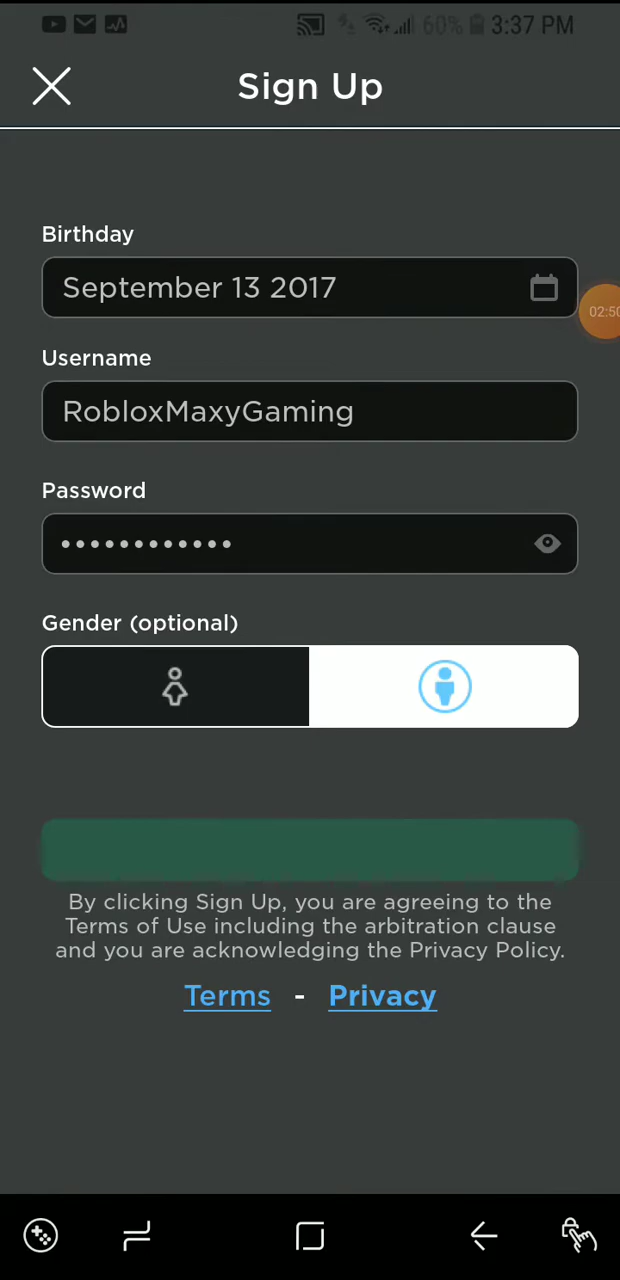 60% 3:37 PM
Sign Up
Birthday
September 13 2017
02:50
Username
RobloxMaxyGaming
Password
Gender (optional)
By clicking Sign Up, you are agreeing to the
Terms of Use including the arbitration clause
and you are acknowledging the Privacy Policy.
Terms - Privacy